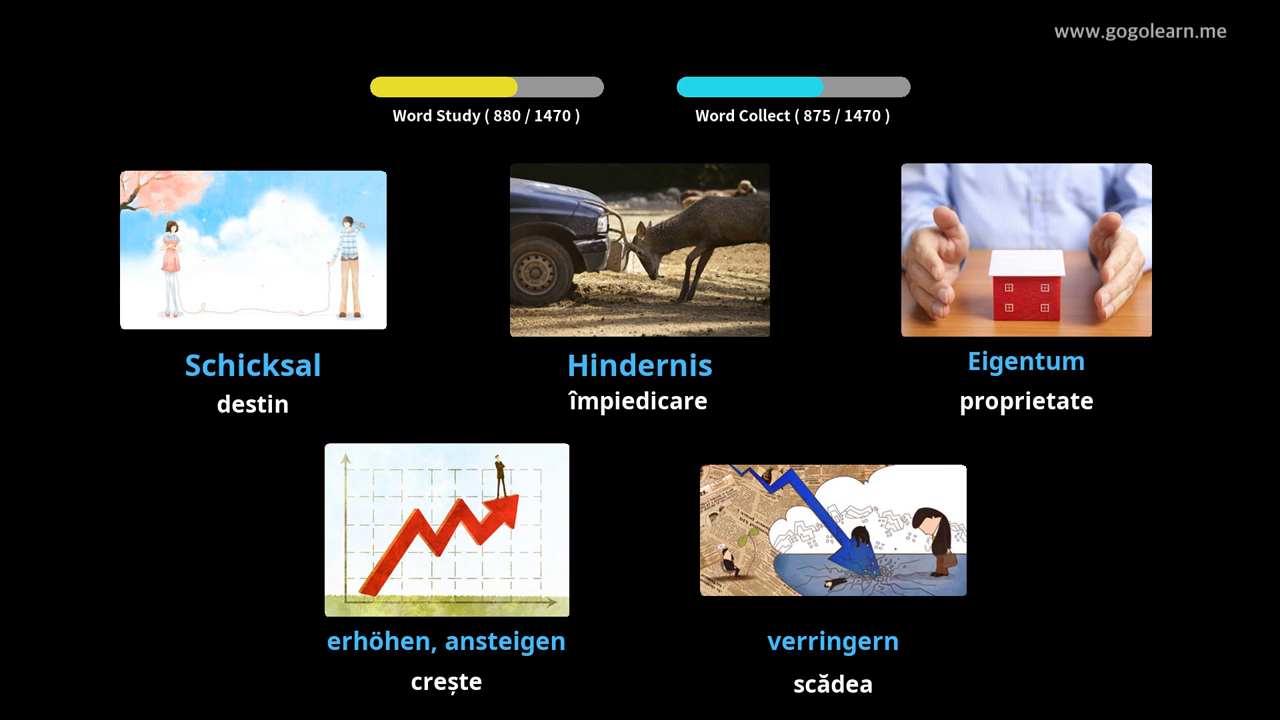 www.gogolearn.me
Word Study ( 880 / 1470 )
Word Collect ( 875 / 1470 )
Schicksal
destin
Hindernis
împiedicare
Eigentum
proprietate
erhöhen, ansteigen
crește
verringern
scădea